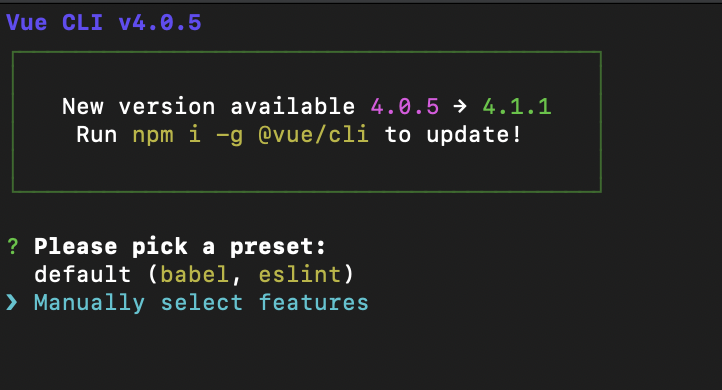 Vue CLI v4.0.5
New version available 4.0.5 → 4.1.1
Run npm i -g @vue/cli to update!
? Please pick a preset:
default (babel, eslint)
❯ Manually select features